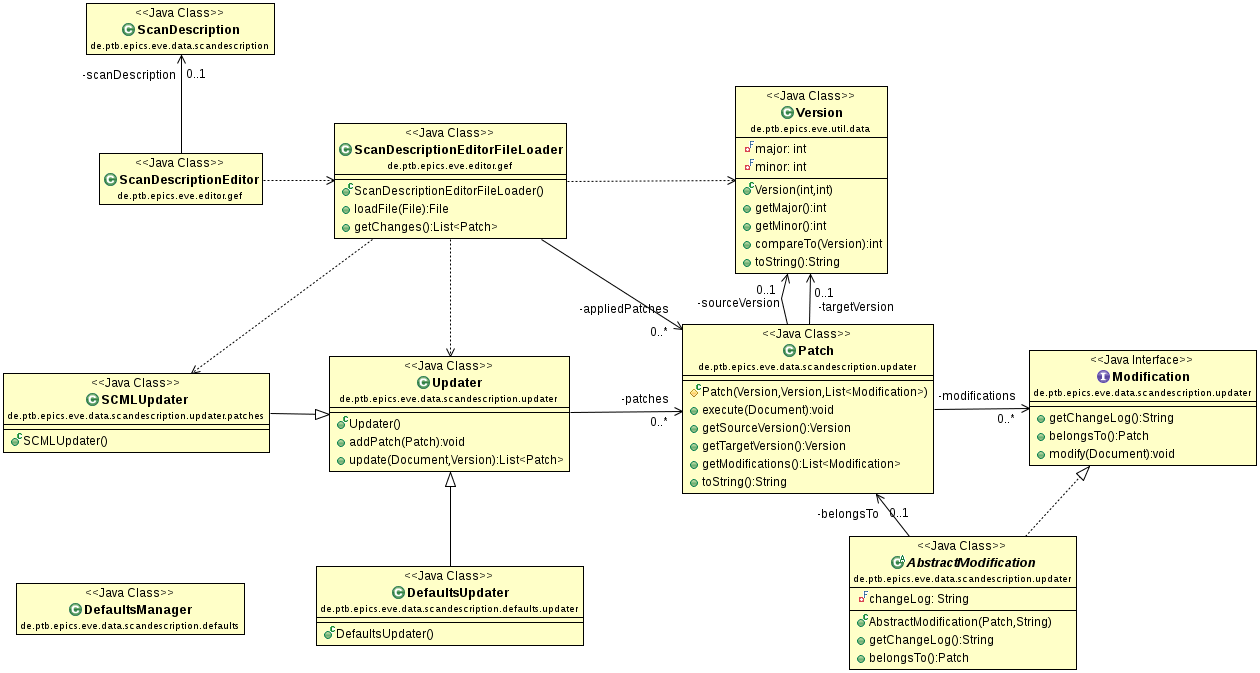 <<Java Class>>
ScanDescription
de.ptb.epics.eve.data.scandescription
-scanDescription
0..1
<<Java Class>>
ScanDescriptionEditor
de.ptb.epics.eve.editor.gef
<<Java Class>>
ScanDescriptionEditorFileLoader
de.ptb.epics.eve.editor.gef
ScanDescriptionEditorFileLoader()
loadFile(File):File
getChanges():List<Patch>
<<Java Class>>
Version
de.ptb.epics.eve.util.data
major: int
minor: int
Version(int,int)
getMajor():int
getMinor():int
compareTo(Version):int
toString():String
0..1
-sourceVersion
0..1
-targetVersion
-appliedPatches
0..*
<<Java Class>>
SCMLUpdater
de.ptb.epics.eve.data.scandescription.updater.patches
SCMLUpdater()
<<Java Class>>
Updater
de.ptb.epics.eve.data.scandescription.updater
Updater()
addPatch(Patch):void
update(Document,Version):List<Patch>
-patches
0..*
<<Java Class>>
Patch
de.ptb.epics.eve.data.scandescription.updater
Patch(Version,Version,List<Modification>)
execute(Document):void
getSourceVersion():Version
getTargetVersion():Version
getModifications():List<Modification>
toString():String
-modifications
0..*
<<Java Interface>>
Modification
de.ptb.epics.eve.data.scandescription.updater
getChangeLog():String
belongsTo():Patch
modify(Document):void
-belongsTo
0..1
<<Java Class>>
DefaultsManager
de.ptb.epics.eve.data.scandescription.defaults
<<Java Class>>
DefaultsUpdater
de.ptb.epics.eve.data.scandescription.defaults.updater
DefaultsUpdater()
<<Java Class>>
AbstractModification
de.ptb.epics.eve.data.scandescription.updater
changeLog: String
AbstractModification(Patch,String)
getChangeLog():String
belongsTo():Patch